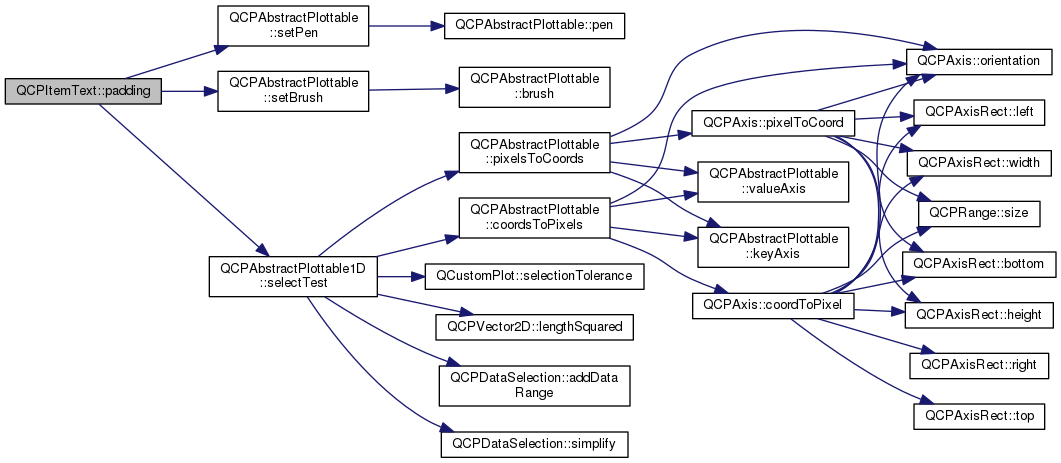 QCPItemText::padding
QCPAbstractPlottable
::setPen
QCPAbstractPlottable::pen
QCPAbstractPlottable
::setBrush
QCPAbstractPlottable
::brush
QCPAbstractPlottable1D
::selectTest
QCPAbstractPlottable
::pixelsToCoords
QCPAbstractPlottable
::coordsToPixels
QCustomPlot::selectionTolerance
QCPVector2D::lengthSquared
QCPDataSelection::addData
Range
QCPDataSelection::simplify
QCPAxis::pixelToCoord
QCPAbstractPlottable
::valueAxis
QCPAbstractPlottable
::keyAxis
QCPAxis::coordToPixel
QCPAxis::orientation
QCPAxisRect::left
QCPAxisRect::width
QCPRange::size
QCPAxisRect::bottom
QCPAxisRect::height
QCPAxisRect::right
QCPAxisRect::top